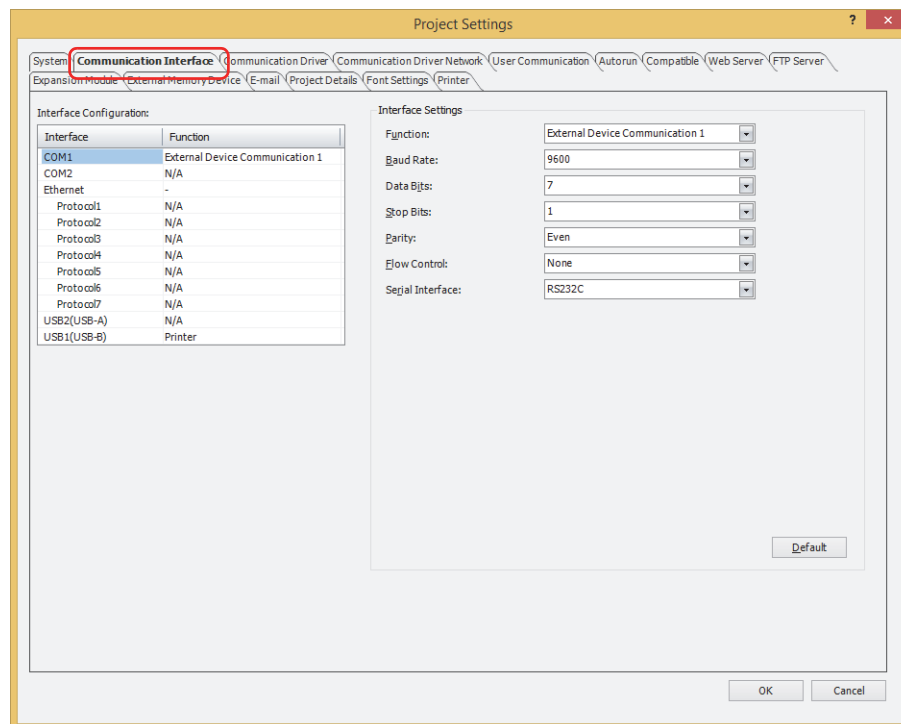 Project Settings
? ×
System Communication Interface Communication Driver Communication Driver Network User Communication Autorun Compatible Web Server FTP Server
Expansion Module External Memory Device E-mail Project Details Font Settings Printer
Interface Configuration:
Interface Function
COM1 External Device Communication 1
COM2 N/A
Ethernet -
Protocol1 N/A
Protocol2 N/A
Protocol3 N/A
Protocol4 N/A
Protocol5 N/A
Protocol6 N/A
Protocol7 N/A
USB2(USB-A) N/A
USB1(USB-B) Printer
Interface Settings
Function: External Device Communication 1
Baud Rate: 9600
Data Bits: 7
Stop Bits: 1
Parity: Even
Flow Control: None
Serial Interface: RS232C
Default
OK Cancel